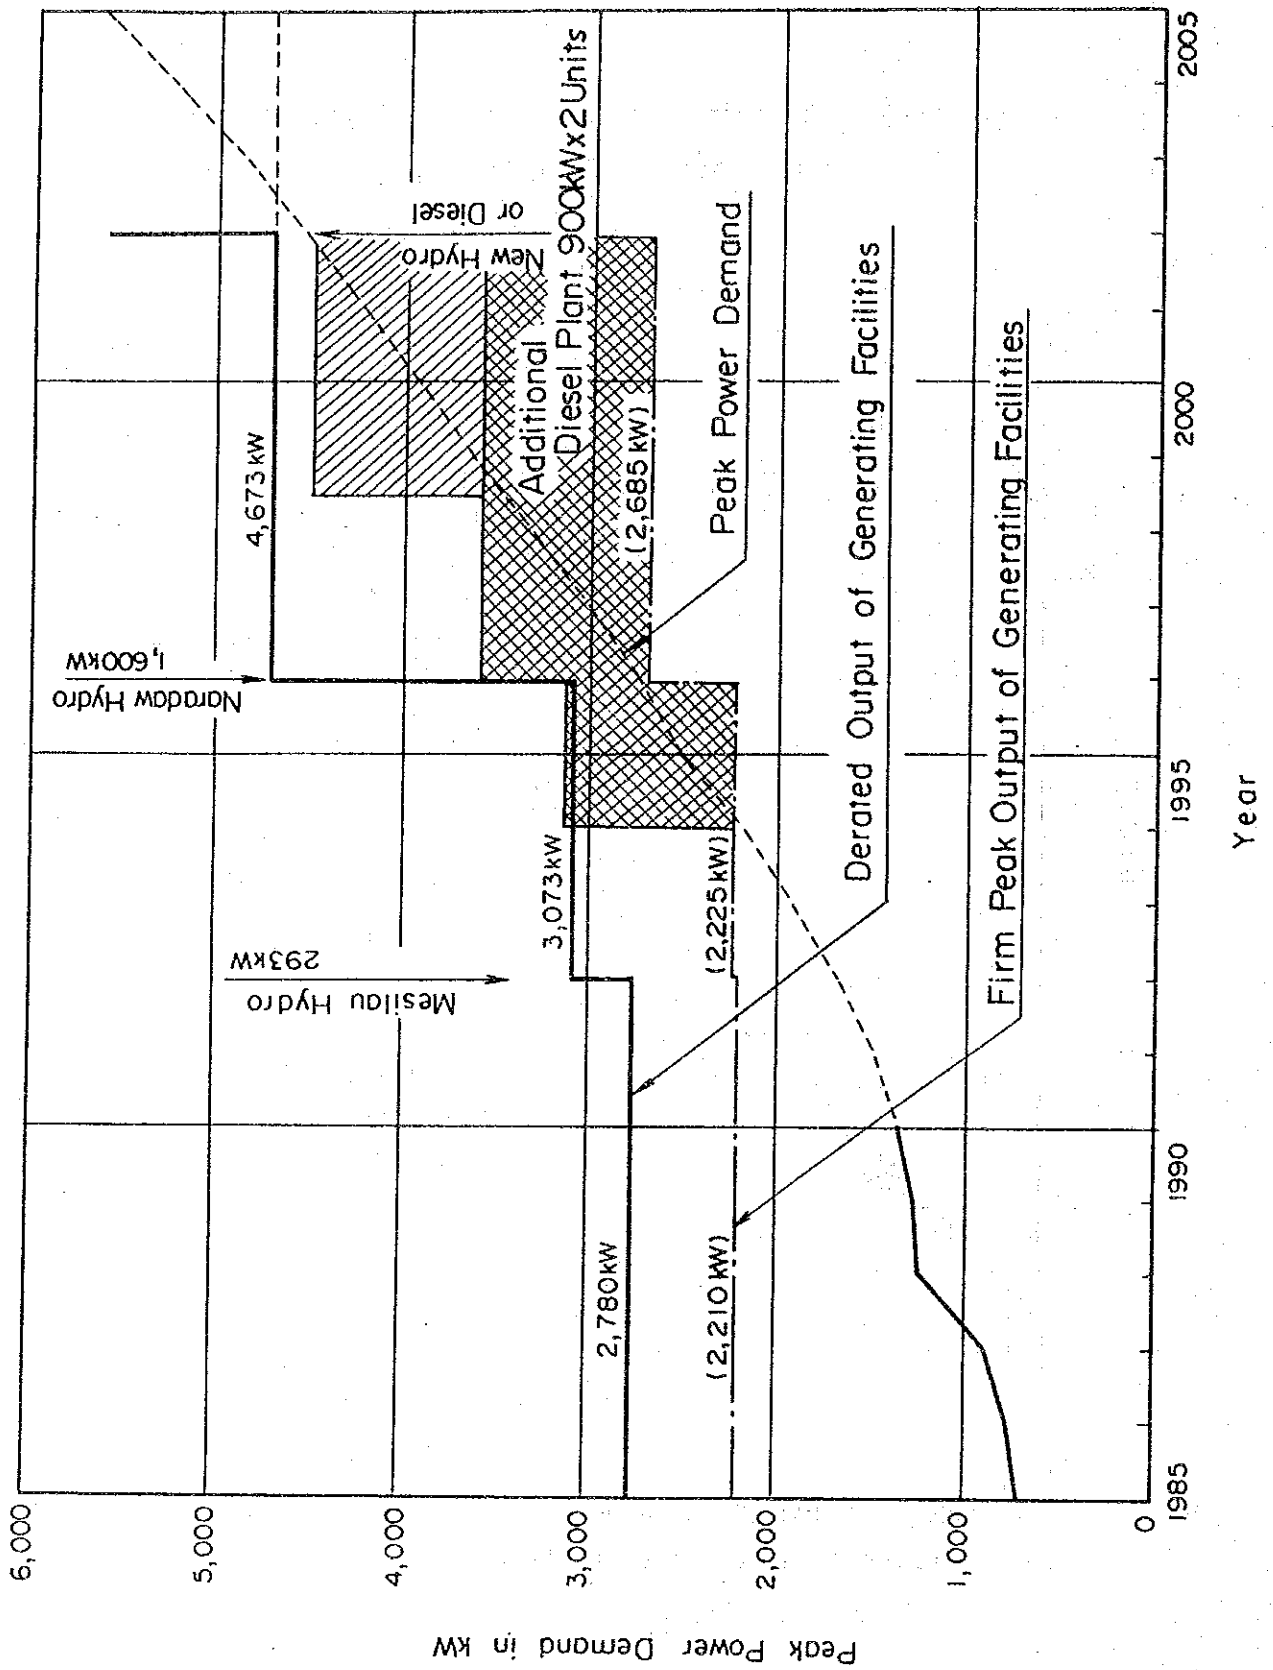 Peak Power Demand in kW
6,000
5,000
4,000
3,000
2,000
1,000
0
1985
1990
1995
2000
2005
Year
Naradaw Hydro
1,600kW
Mesilau Hydro
293kW
New Hydro
or Diesel
4,673kW
3,073kW
2,780kW
(2,685kW)
(2,225kW)
(2,210kW)
Additional
Diesel Plant 900kWx2Units
Peak Power Demand
Derated Output of Generating Facilities
Firm Peak Output of Generating Facilities